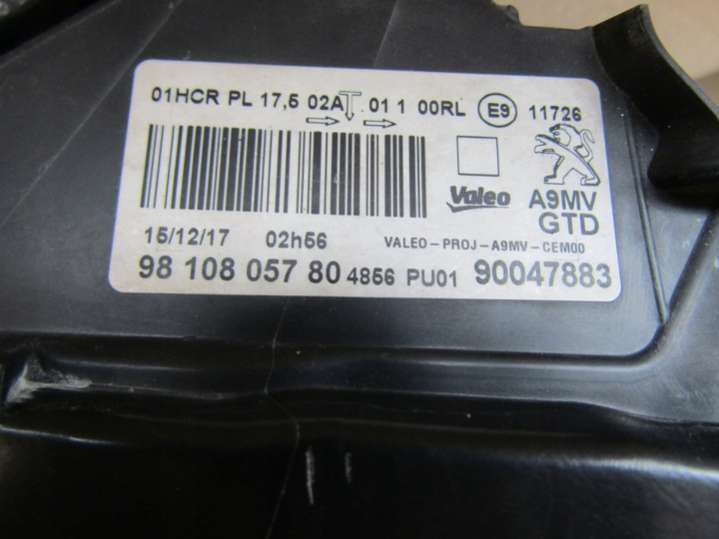 01HCR PL 17,5 02AT 01 1 00RL E9 11726
Valeo A9MV
GTD
15/12/17 02h56 VALEO-PROJ-A9MV-CEM00
98 108 057 80 4856 PU01 90047883